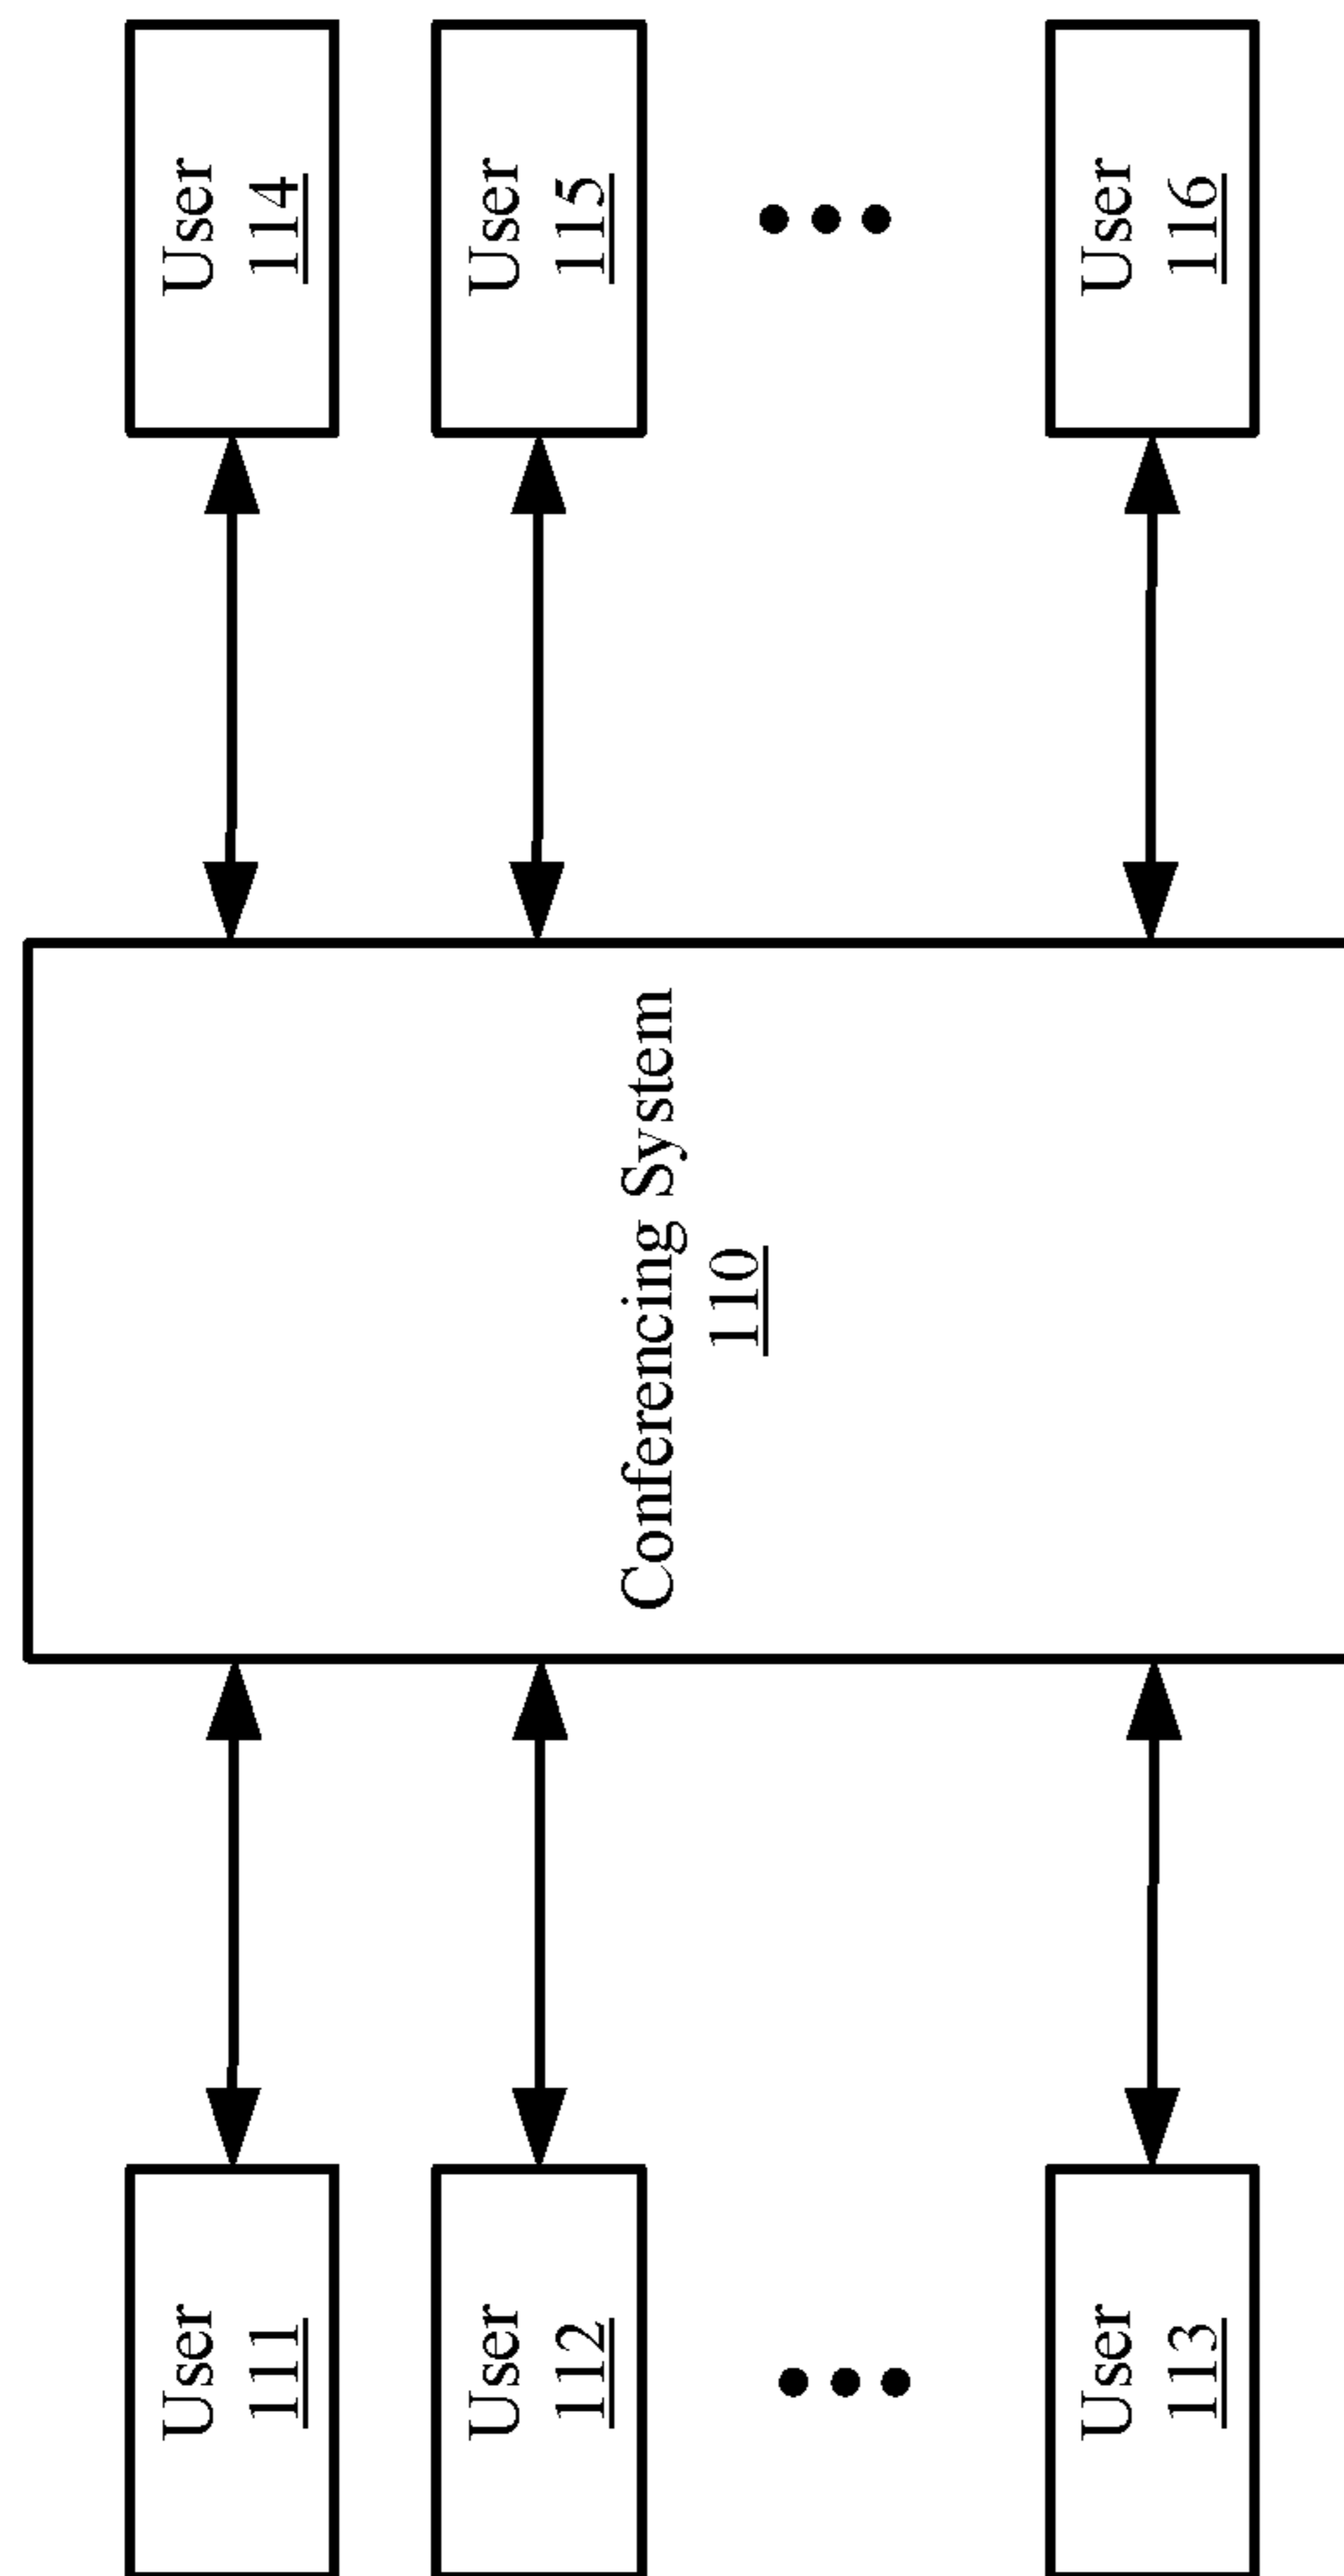 User
111
User
112
User
113
Conferencing System
110
User
114
User
115
User
116